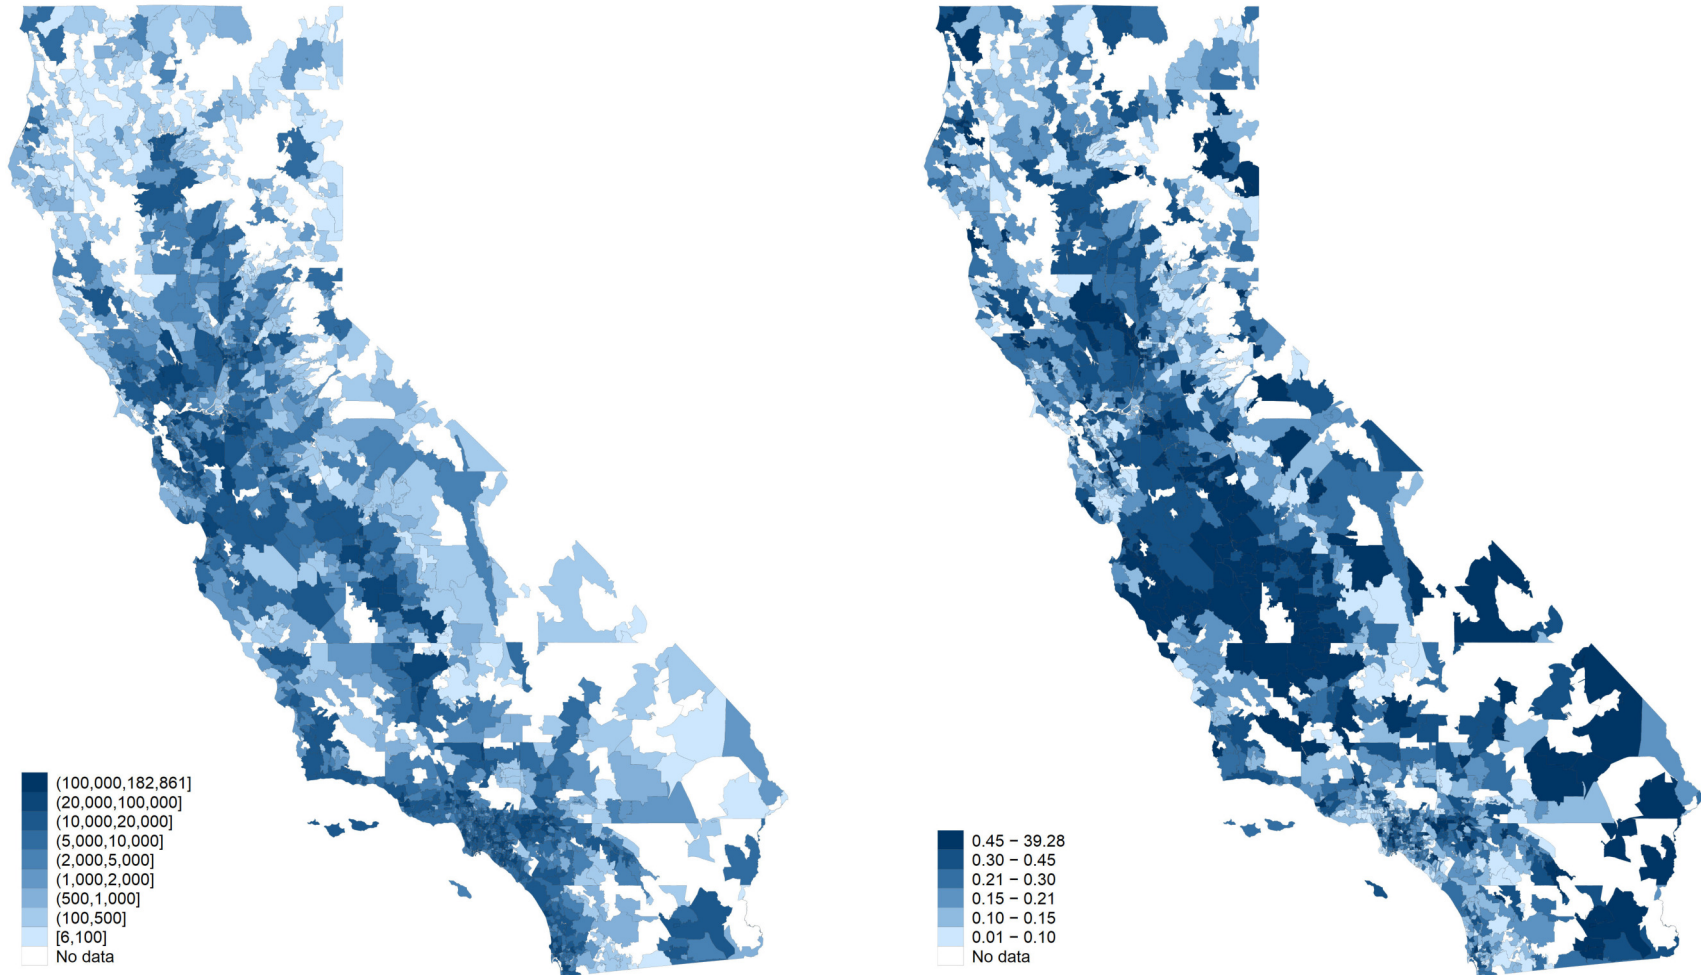 (100,000,182,861]
(20,000,100,000]
(10,000,20,000]
(5,000,10,000]
(2,000,5,000]
(1,000,2,000]
(500,1,000]
(100,500]
[6,100]
No data
0.45 − 39.28
0.30 − 0.45
0.21 − 0.30
0.15 − 0.21
0.10 − 0.15
0.01 − 0.10
No data